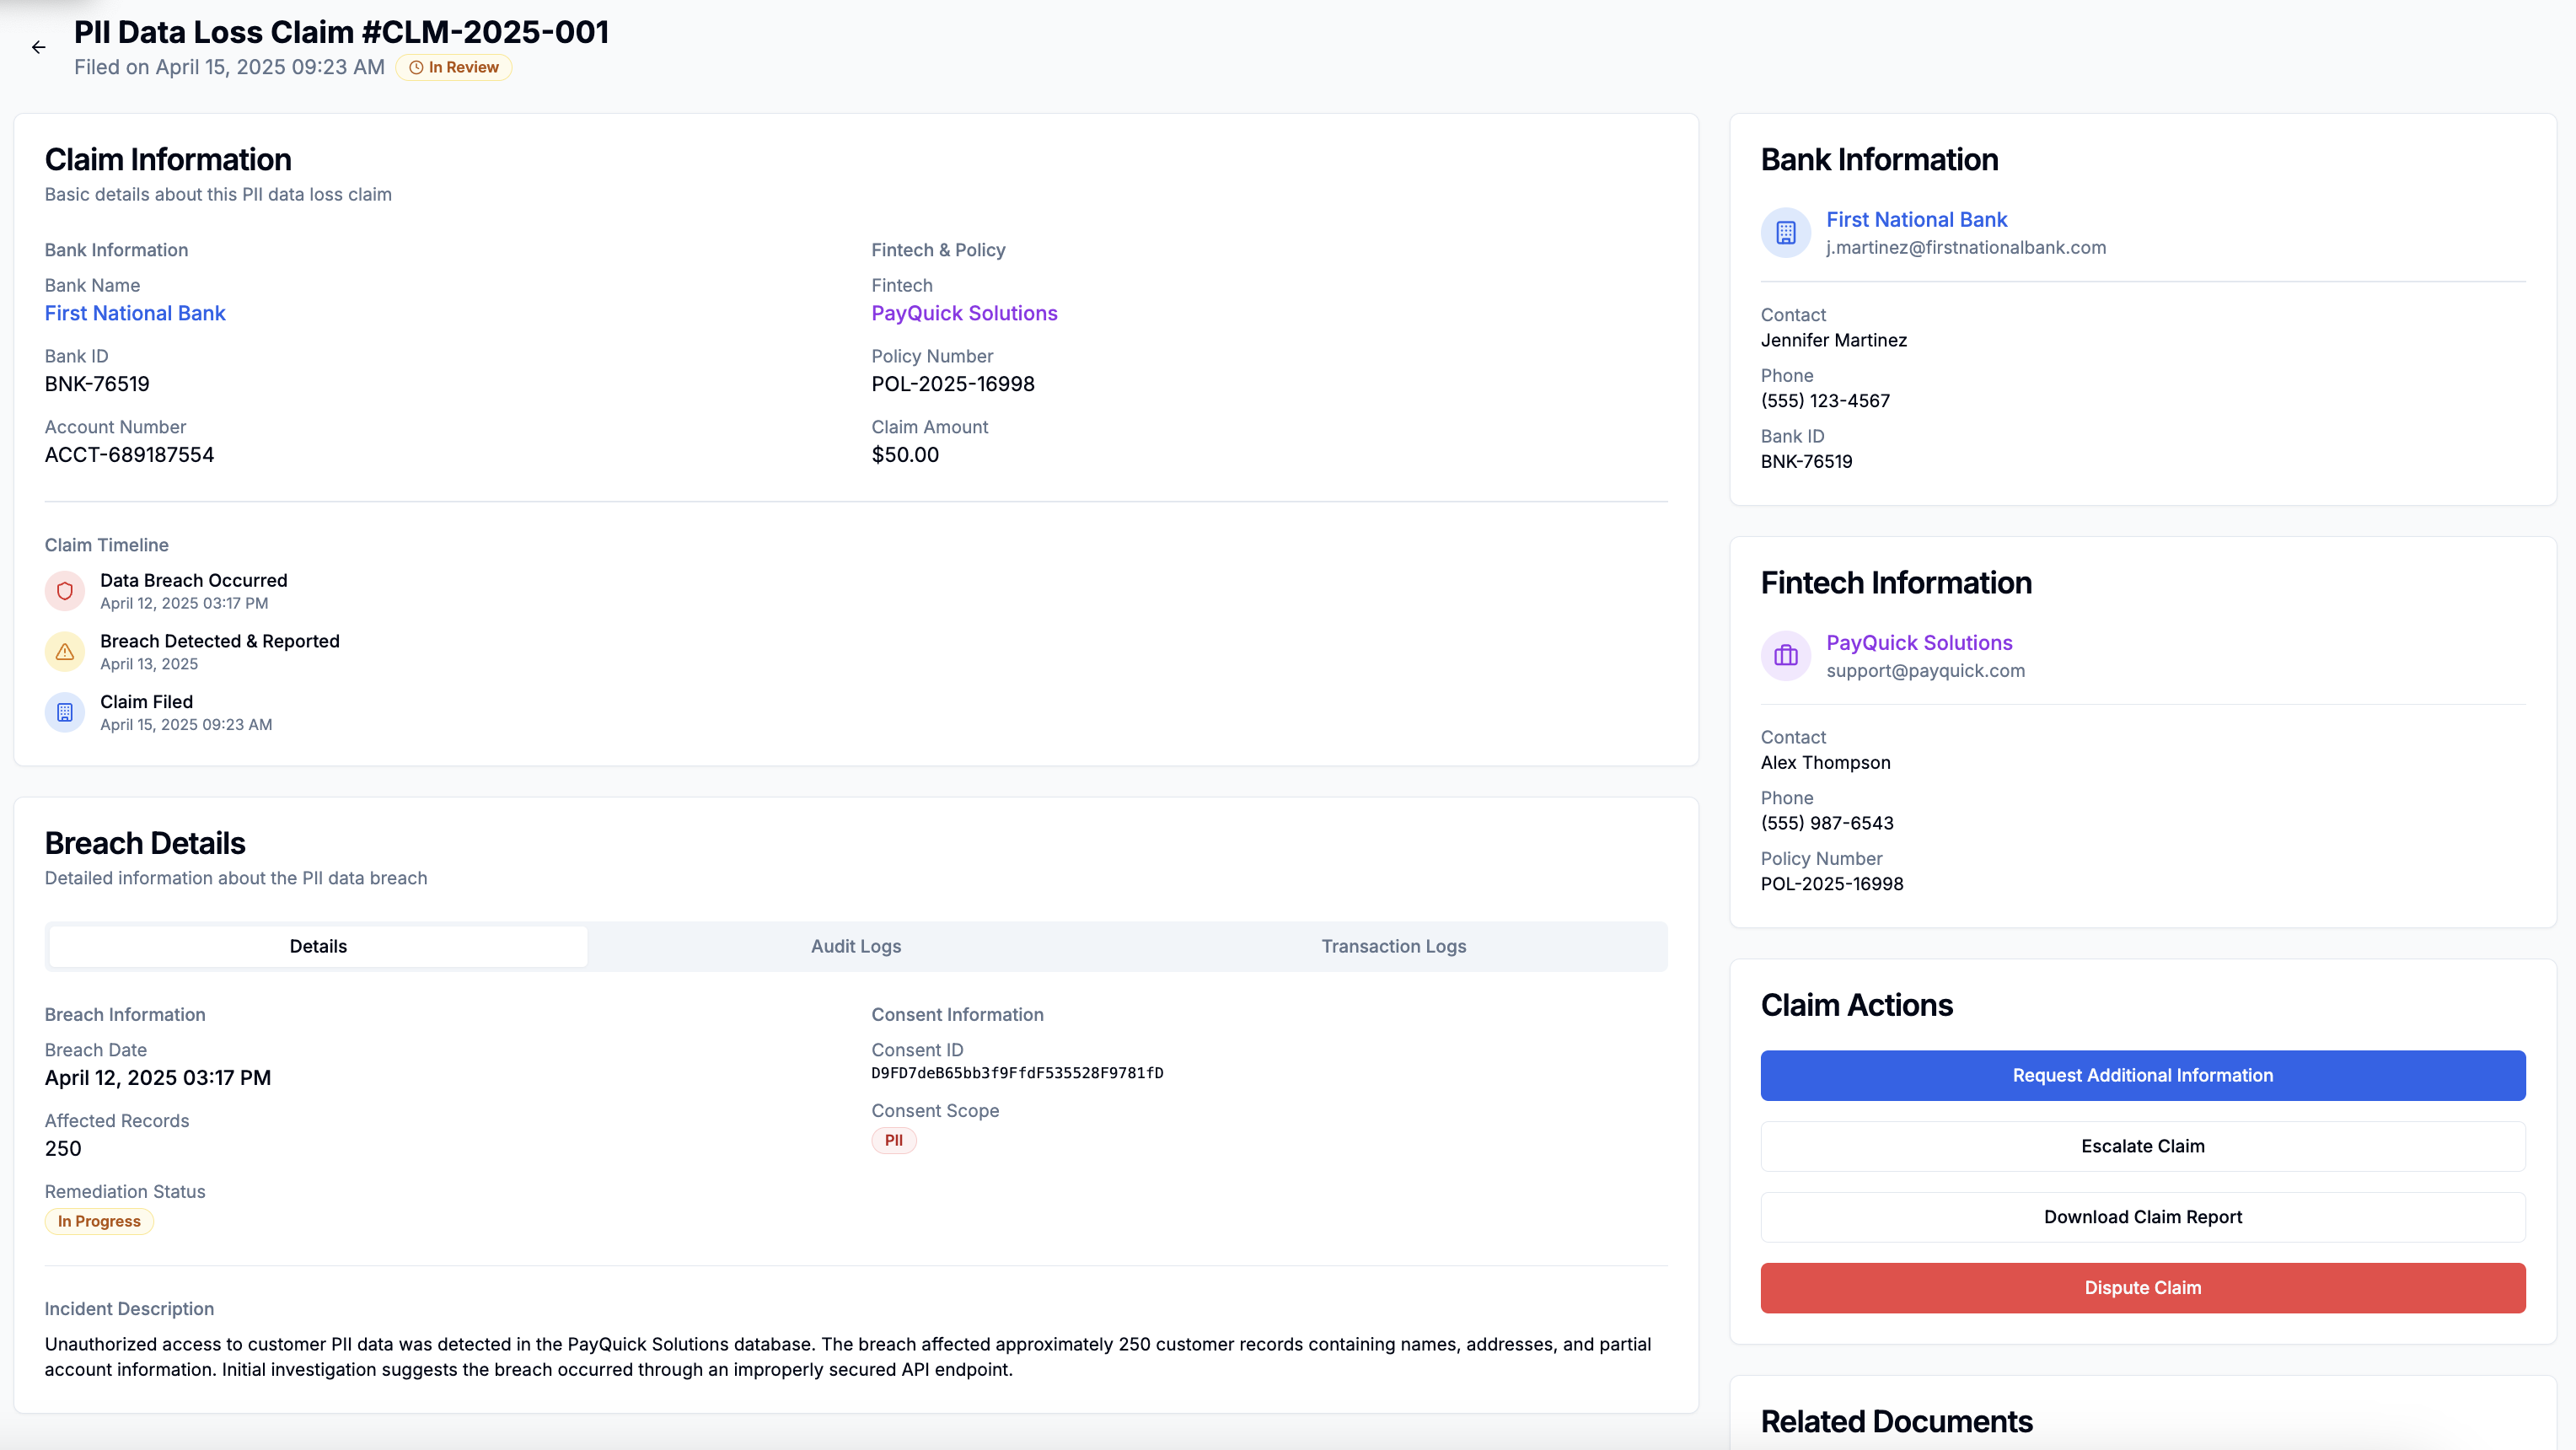 PII Data Loss Claim #CLM-2025-001
Filed on April 15, 2025 09:23 AM
In Review
Claim Information
Basic details about this PII data loss claim
Bank Information
Bank Name
First National Bank
Bank ID
BNK-76519
Account Number
ACCT-689187554
Fintech & Policy
Fintech
PayQuick Solutions
Policy Number
POL-2025-16998
Claim Amount
$50.00
Claim Timeline
Data Breach Occurred
April 12, 2025 03:17 PM
Breach Detected & Reported
April 13, 2025
Claim Filed
April 15, 2025 09:23 AM
Breach Details
Detailed information about the PII data breach
Details
Audit Logs
Transaction Logs
Breach Information
Breach Date
April 12, 2025 03:17 PM
Affected Records
250
Remediation Status
In Progress
Consent Information
Consent ID
D9FD7deB65bb3f9FfdF535528F9781fD
Consent Scope
PII
Incident Description
Unauthorized access to customer PII data was detected in the PayQuick Solutions database. The breach affected approximately 250 customer records containing names, addresses, and partial
account information. Initial investigation suggests the breach occurred through an improperly secured API endpoint.
Bank Information
First National Bank
j.martinez@firstnationalbank.com
Contact
Jennifer Martinez
Phone
(555) 123-4567
Bank ID
BNK-76519
Fintech Information
PayQuick Solutions
support@payquick.com
Contact
Alex Thompson
Phone
(555) 987-6543
Policy Number
POL-2025-16998
Claim Actions
Request Additional Information
Escalate Claim
Download Claim Report
Dispute Claim
Related Documents